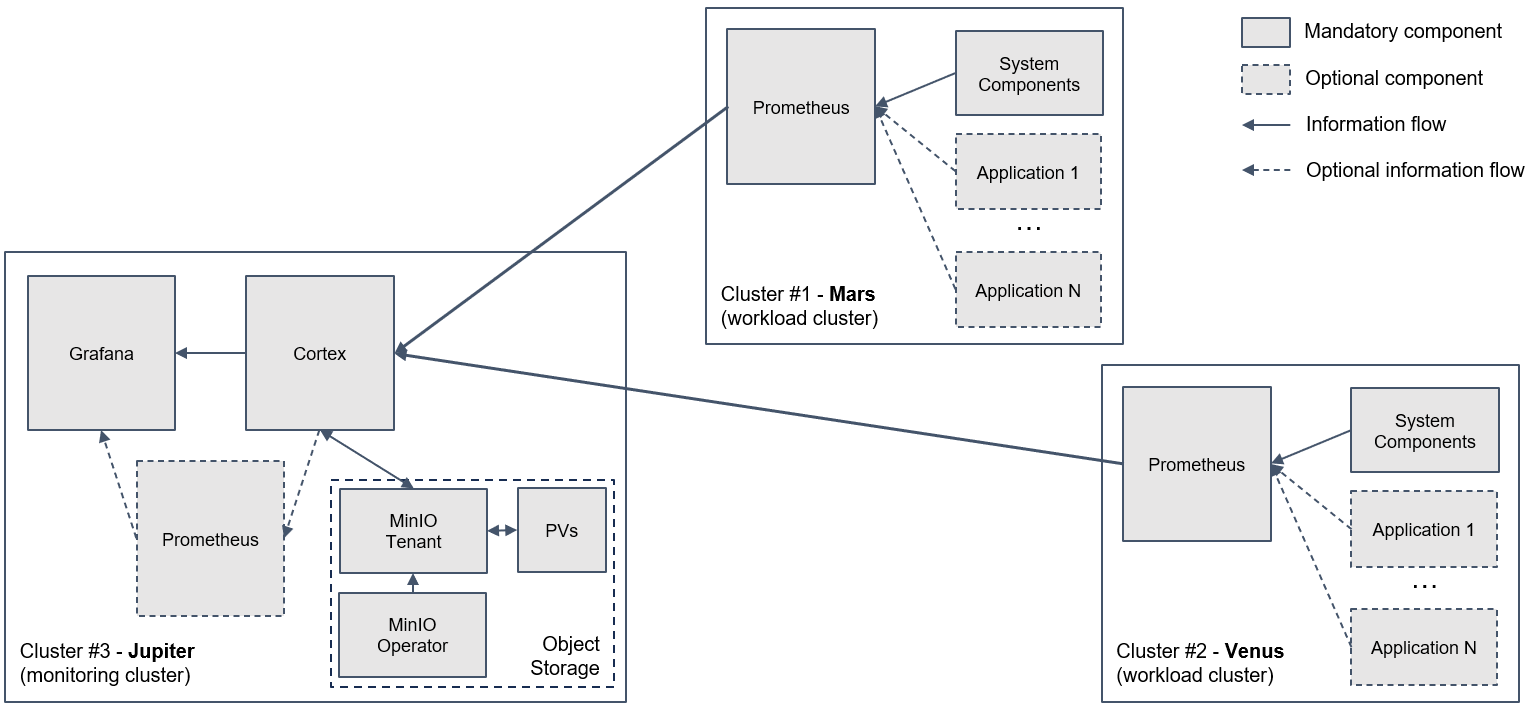 Mandatory component
Optional component
Information flow
Optional information flow
Prometheus
System
Components
Application 1
...
Application N
Cluster #1 - Mars
(workload cluster)
Grafana
Cortex
Prometheus
MinIO
Tenant
PVs
MinIO
Operator
Object
Storage
Cluster #3 - Jupiter
(monitoring cluster)
Prometheus
System
Components
Application 1
...
Application N
Cluster #2 - Venus
(workload cluster)